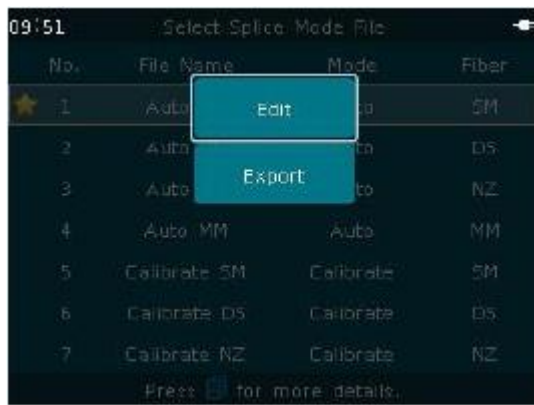 09:51 Select Splice Mode File
No. File Name Mode Fiber
1 Auto SM
Edit
2 Auto DS
3 Auto NZ
Export
4 Auto MM Auto MM
5 Calibrate SM Calibrate SM
6 Calibrate DS Calibrate DS
7 Calibrate NZ Calibrate NZ
Press for more details.